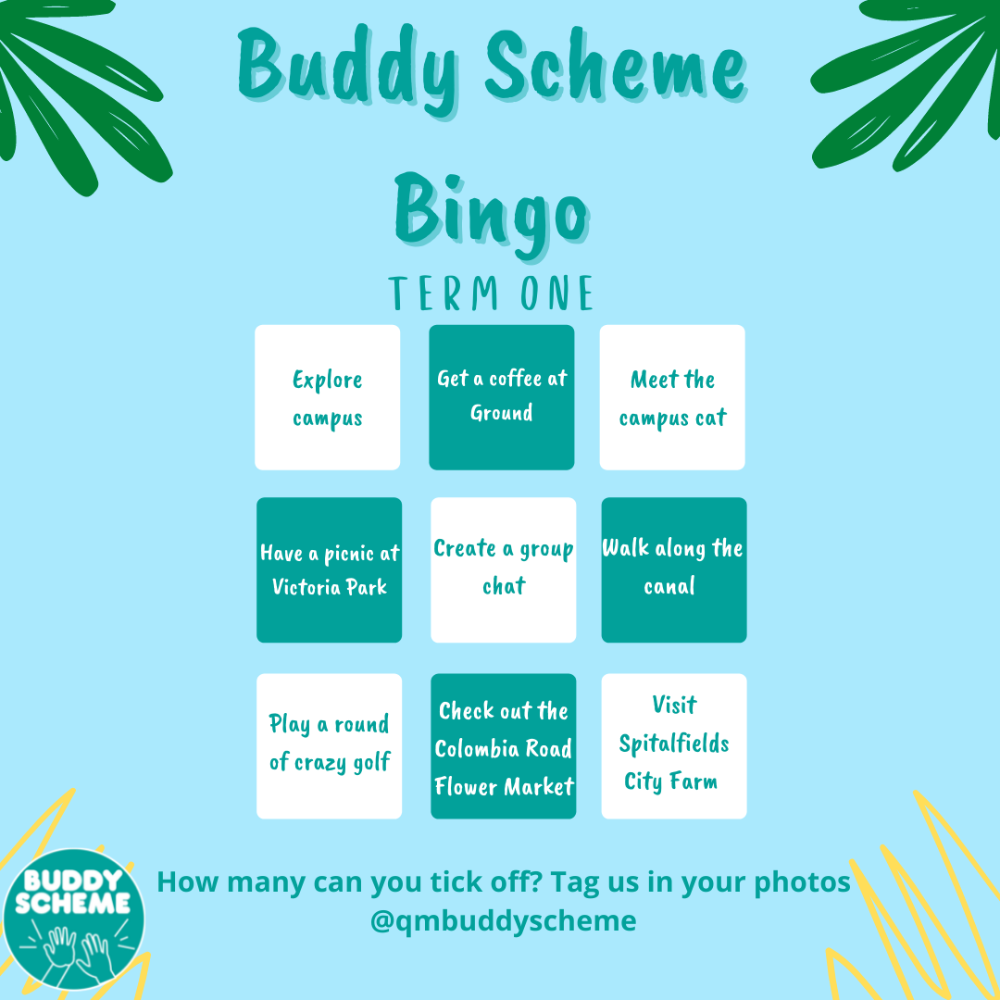 Buddy Scheme
Bingo
TERM ONE
Explore
campus
Get a coffee at
Ground
Meet the
campus cat
Have a picnic at
Victoria Park
Create a group
chat
Walk along the
canal
Play a round
of crazy golf
Check out the
Colombia Road
Flower Market
Visit
Spitalfields
City Farm
BUDDY
SCHEME
How many can you tick off? Tag us in your photos
@qmbuddyscheme